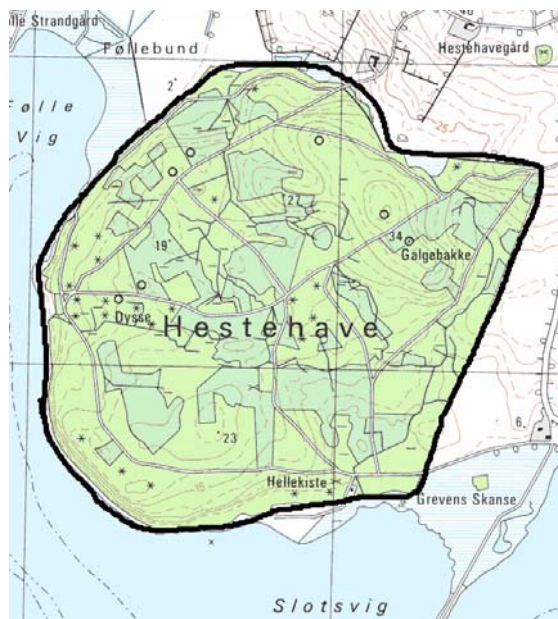 lle Strandgård
Føllebund
Hestehavegård
2
Følle
Vig
25
27
34
Galgebakke
19
Dysse
Hestehave
6
23
Hellekiste
Grevens Skanse
Slotsvig